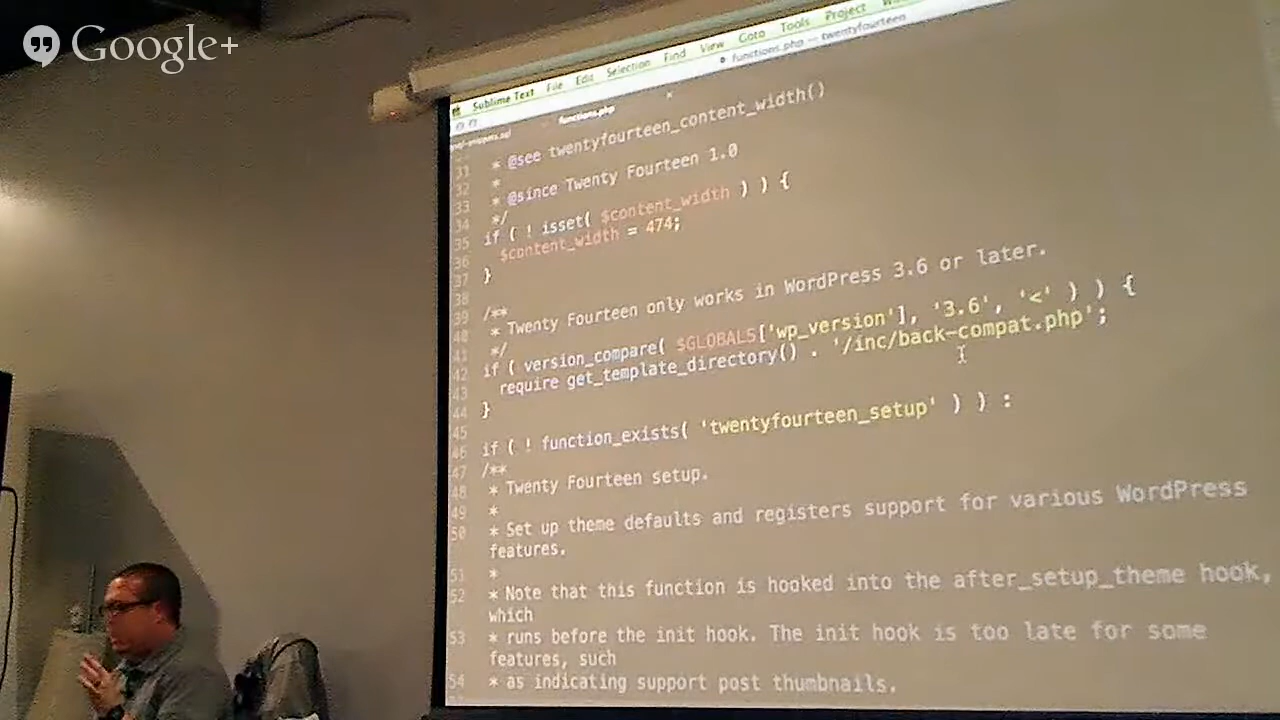 Google+
Sublime Text File Edit Selection Find View Goto Tools Project
functions.php — twentyfourteen
functions.php
31 * @see twentyfourteen_content_width()
32 *
33 * @since Twenty Fourteen 1.0
34 */
35 if ( ! isset( $content_width ) ) {
36 $content_width = 474;
37 }
38
39 /**
40 * Twenty Fourteen only works in WordPress 3.6 or later.
41 */
42 if ( version_compare( $GLOBALS['wp_version'], '3.6', '<' ) ) {
43 require get_template_directory() . '/inc/back-compat.php';
44 }
45
46 if ( ! function_exists( 'twentyfourteen_setup' ) ) :
47 /**
48 * Twenty Fourteen setup.
49 *
50 * Set up theme defaults and registers support for various WordPress
features.
51 *
52 * Note that this function is hooked into the after_setup_theme hook,
which
53 * runs before the init hook. The init hook is too late for some
features, such
54 * as indicating support post thumbnails.